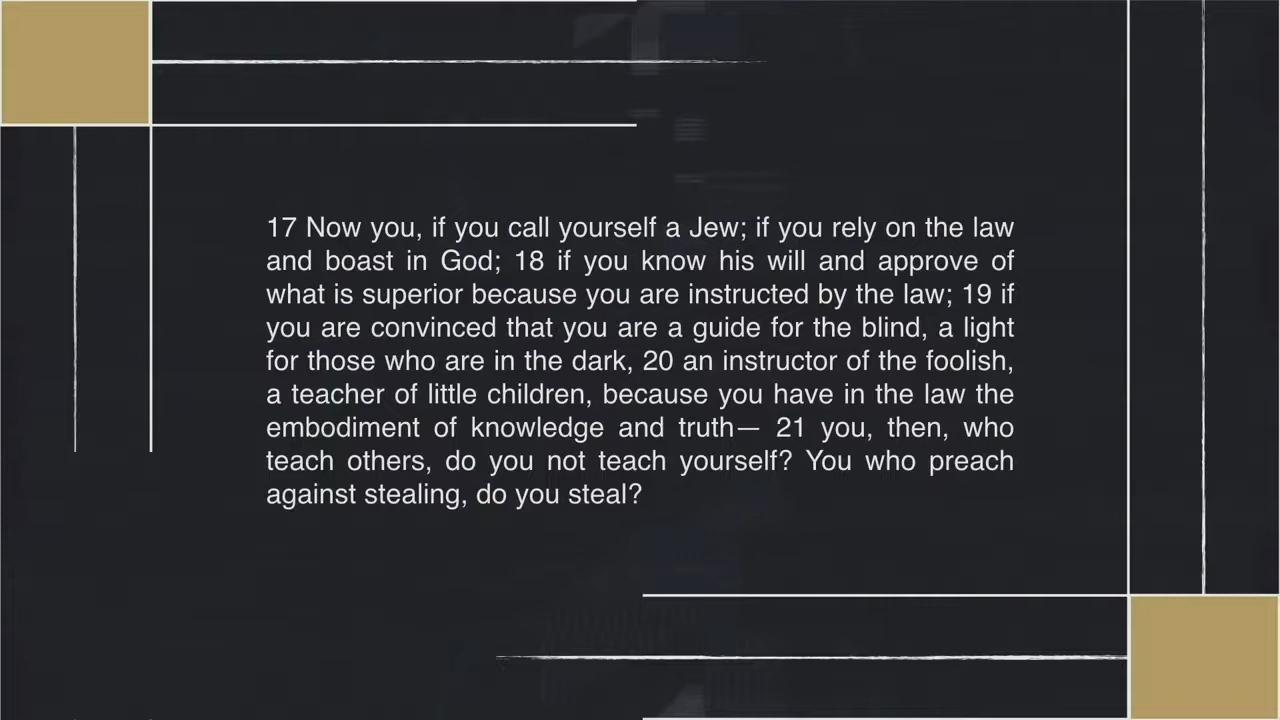 17 Now you, if you call yourself a Jew; if you rely on the law
and boast in God; 18 if you know his will and approve of
what is superior because you are instructed by the law; 19 if
you are convinced that you are a guide for the blind, a light
for those who are in the dark, 20 an instructor of the foolish,
a teacher of little children, because you have in the law the
embodiment of knowledge and truth— 21 you, then, who
teach others, do you not teach yourself? You who preach
against stealing, do you steal?